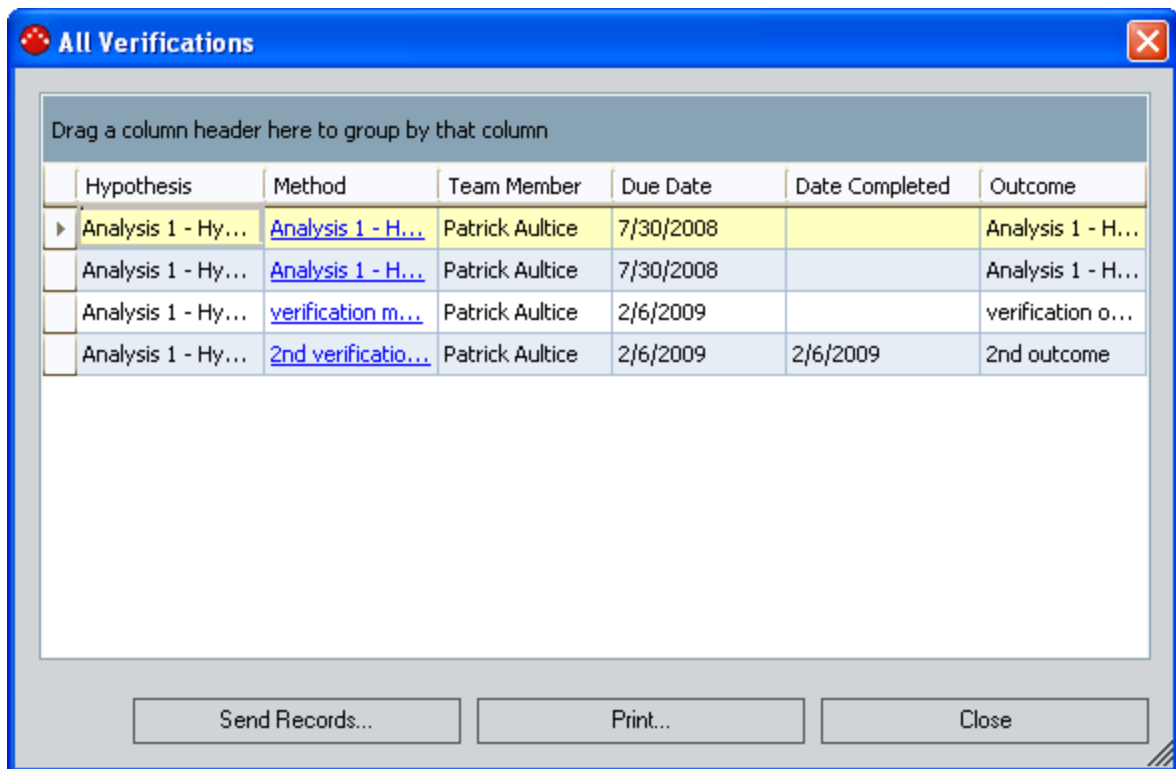 All Verifications
Drag a column header here to group by that column
Hypothesis Method Team Member Due Date Date Completed Outcome
Analysis 1 - Hy... Analysis 1 - H... Patrick Aultice 7/30/2008 Analysis 1 - H...
Analysis 1 - Hy... Analysis 1 - H... Patrick Aultice 7/30/2008 Analysis 1 - H...
Analysis 1 - Hy... verification m... Patrick Aultice 2/6/2009 verification o...
Analysis 1 - Hy... 2nd verificatio... Patrick Aultice 2/6/2009 2/6/2009 2nd outcome
Send Records... Print... Close